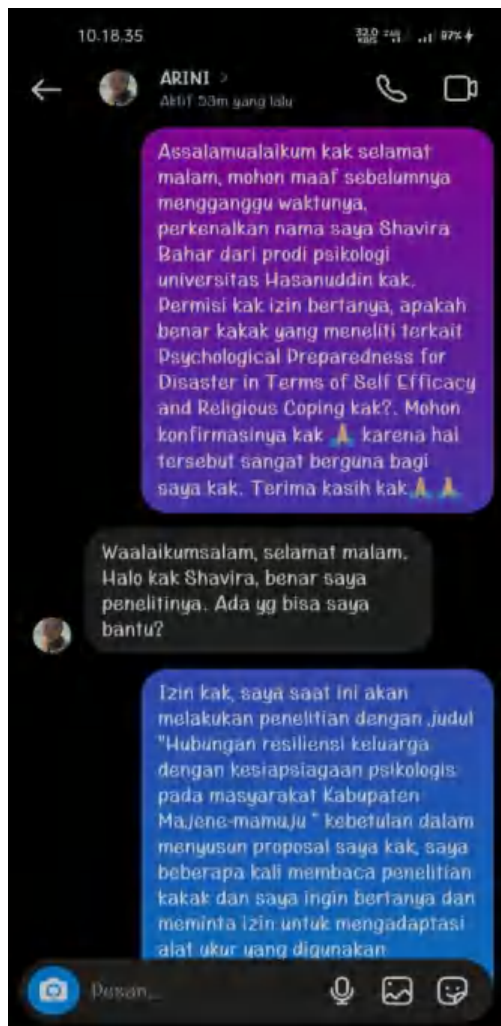 10.18.35
97%
ARINI >
Aktif 53m yang lalu
Assalamualaikum kak selamat
malam, mohon maaf sebelumnya
mengganggu waktunya,
perkenalkan nama saya Shavira
Bahar dari prodi psikologi
universitas Hasanuddin kak.
Permisi kak izin bertanya, apakah
benar kakak yang meneliti terkait
Psychological Preparedness for
Disaster in Terms of Self Efficacy
and Religious Coping kak?. Mohon
konfirmasinya kak 🙏 karena hal
tersebut sangat berguna bagi
saya kak. Terima kasih kak🙏🙏
Waalaikumsalam, selamat malam.
Halo kak Shavira, benar saya
penelitinya. Ada yg bisa saya
bantu?
Izin kak, saya saat ini akan
melakukan penelitian dengan ,judul
"Hubungan resiliensi keluarga
dengan kesiapsiagaan psikologis
pada masyarakat Kabupaten
Ma,jene-mamu,ju " kebetulan dalam
menyusun proposal saya kak, saya
beberapa kali membaca penelitian
kakak dan saya ingin bertanya dan
meminta izin untuk mengadaptasi
alat ukur yang digunakan
Pesan...